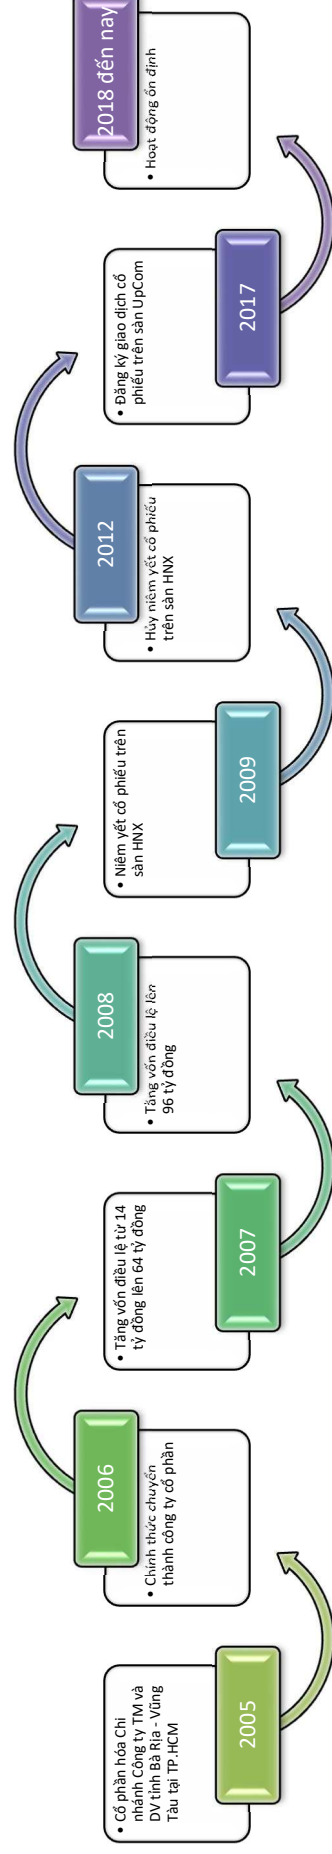 • Cổ phần hóa Chi
nhánh Công ty TM và
DV tỉnh Bà Rịa - Vũng
Tàu tại TP.HCM
2005
2006
• Chính thức chuyển
thành công ty cổ phần
• Tăng vốn điều lệ từ 14
tỷ đồng lên 64 tỷ đồng
2007
2008
• Tăng vốn điều lệ lên
96 tỷ đồng
• Niêm yết cổ phiếu trên
sàn HNX
2009
2012
• Hủy niêm yết cổ phiếu
trên sàn HNX
• Đăng ký giao dịch cổ
phiếu trên sàn UpCom
2017
2018 đến nay
• Hoạt động ổn định